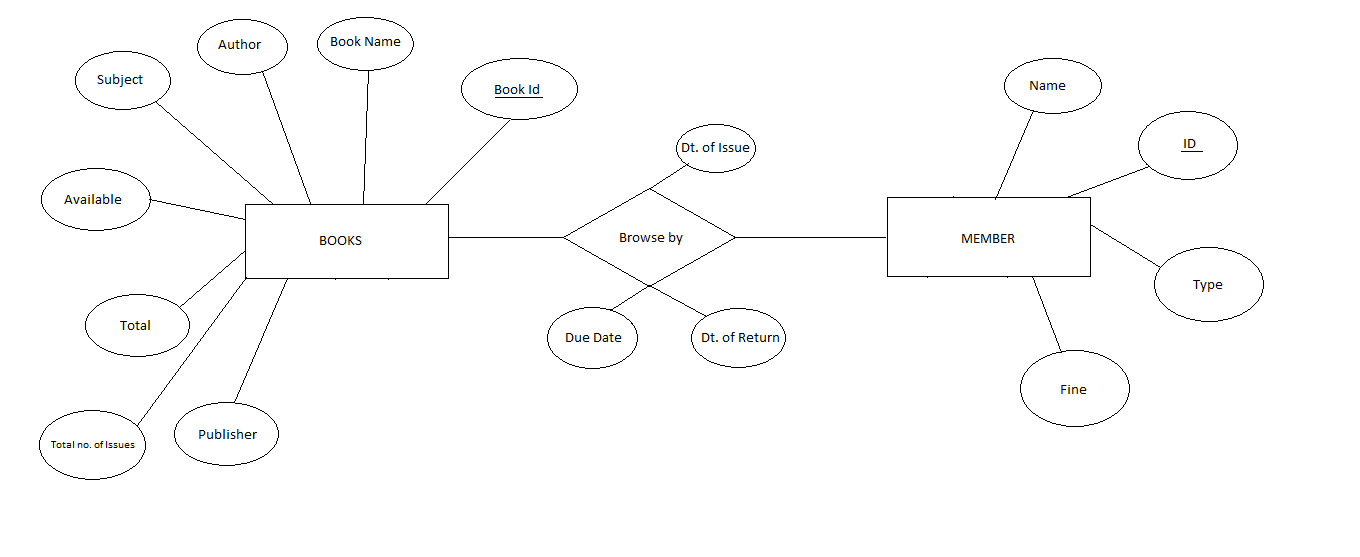 Author
Book Name
Subject
Book Id
Name
Dt. of Issue
ID
Available
BOOKS
Browse by
MEMBER
Type
Total
Due Date
Dt. of Return
Fine
Total no. of Issues
Publisher